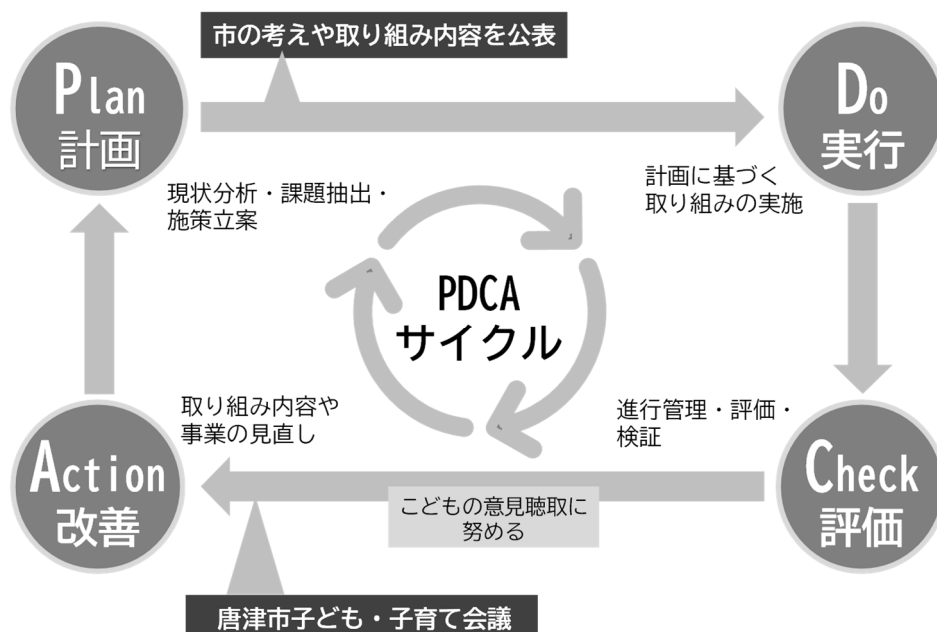 市の考えや取り組み内容を公表
Plan
計画
Do
実行
現状分析・課題抽出・
施策立案
計画に基づく
取り組みの実施
PDCA
サイクル
取り組み内容や
事業の見直し
進行管理・評価・
検証
Action
改善
Check
評価
こどもの意見聴取に
努める
唐津市子ども・子育て会議